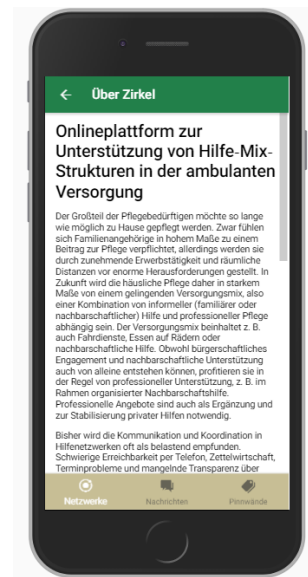 Über Zirkel
Onlineplattform zur
Unterstützung von Hilfe-Mix-
Strukturen in der ambulanten
Versorgung
Der Großteil der Pflegebedürftigen möchte so lange
wie möglich zu Hause gepflegt werden. Zwar fühlen
sich Familienangehörige in hohem Maße zu einem
Beitrag zur Pflege verpflichtet, allerdings werden sie
durch zunehmende Erwerbstätigkeit und räumliche
Distanzen vor enorme Herausforderungen gestellt. In
Zukunft wird die häusliche Pflege daher in starkem
Maße von einem gelingenden Versorgungsmix, also
einer Kombination von informeller (familiärer oder
nachbarschaftlicher) Hilfe und professioneller Pflege
abhängig sein. Der Versorgungsmix beinhaltet z. B.
auch Fahrdienste, Essen auf Rädern oder
nachbarschaftliche Hilfe. Obwohl bürgerschaftliches
Engagement und nachbarschaftliche Unterstützung
auch von alleine entstehen können, profitieren sie in
der Regel von professioneller Unterstützung, z. B. im
Rahmen organisierter Nachbarschaftshilfe.
Professionelle Angebote sind auch als Ergänzung und
zur Stabilisierung privater Hilfen notwendig.
Bisher wird die Kommunikation und Koordination in
Hilfenetzwerken oft als belastend empfunden.
Schwierige Erreichbarkeit per Telefon, Zettelwirtschaft,
Terminprobleme und mangelnde Transparenz über
Netzwerke
Nachrichten
Pinnwände